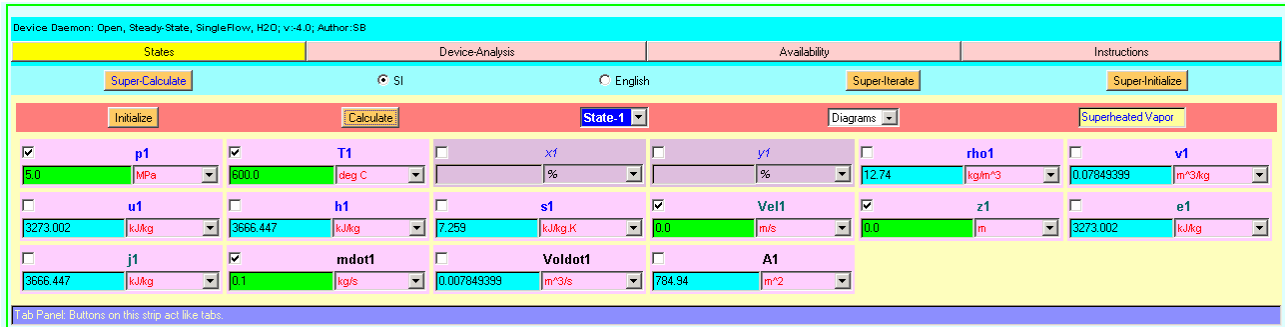 Device Daemon: Open, Steady-State, SingleFlow, H2O; v:-4.0; Author:SB
States Device-Analysis Availability Instructions
Super-Calculate SI English Super-Iterate Super-Initialize
Initialize Calculate State-1 Diagrams Superheated Vapor
p1 T1 x1 y1 rho1 v1
5.0 MPa 600.0 deg C % % 12.74 kg/m^3 0.07849399 m^3/kg
u1 h1 s1 Vel1 z1 e1
3273.002 kJ/kg 3666.447 kJ/kg 7.259 kJ/kg.K 0.0 m/s 0.0 m 3273.002 kJ/kg
j1 mdot1 Voldot1 A1
3666.447 kJ/kg 0.1 kg/s 0.007849399 m^3/s 784.94 m^2
Tab Panel: Buttons on this strip act like tabs.